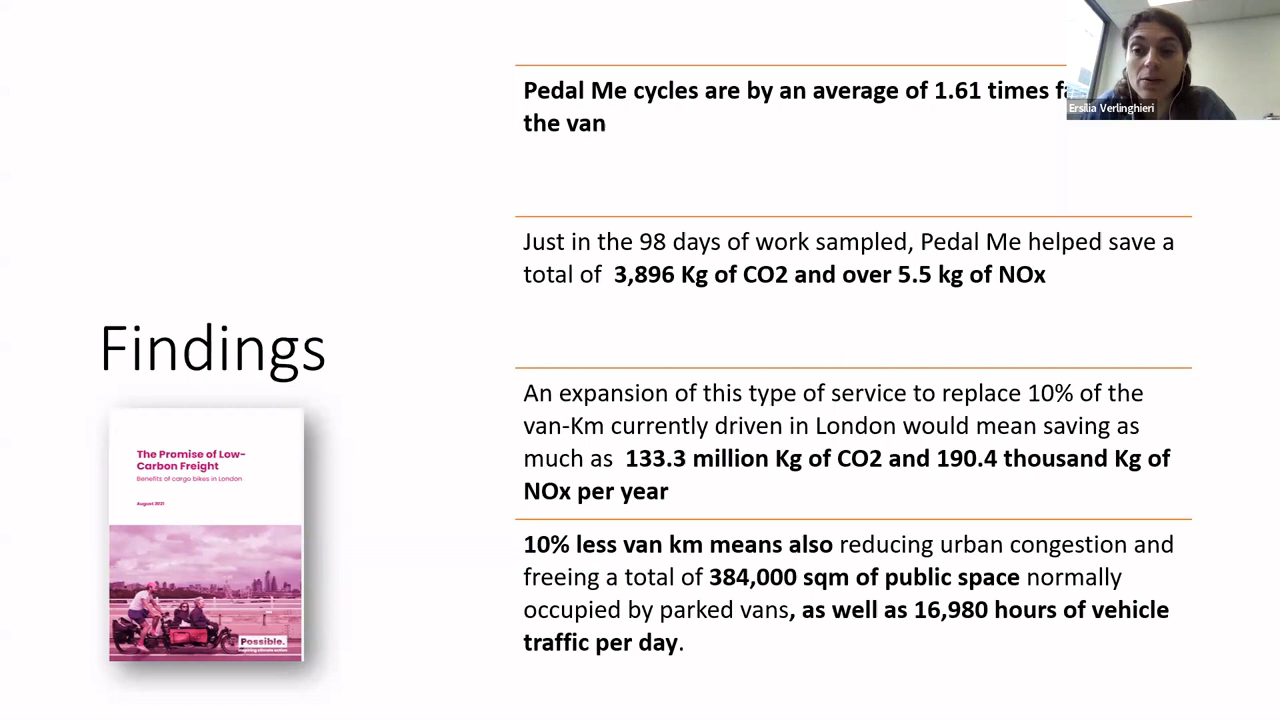 Pedal Me cycles are by an average of 1.61 times
the van
Ersilia Verlinghieri
Just in the 98 days of work sampled, Pedal Me helped save a
total of 3,896 Kg of CO2 and over 5.5 kg of NOx
Findings
An expansion of this type of service to replace 10% of the
van-Km currently driven in London would mean saving as
much as 133.3 million Kg of CO2 and 190.4 thousand Kg of
NOx per year
10% less van km means also reducing urban congestion and
freeing a total of 384,000 sqm of public space normally
occupied by parked vans, as well as 16,980 hours of vehicle
traffic per day.
The Promise of Low-
Carbon Freight
Benefits of cargo bikes in London
August 2021
Possible.
Inspiring climate action